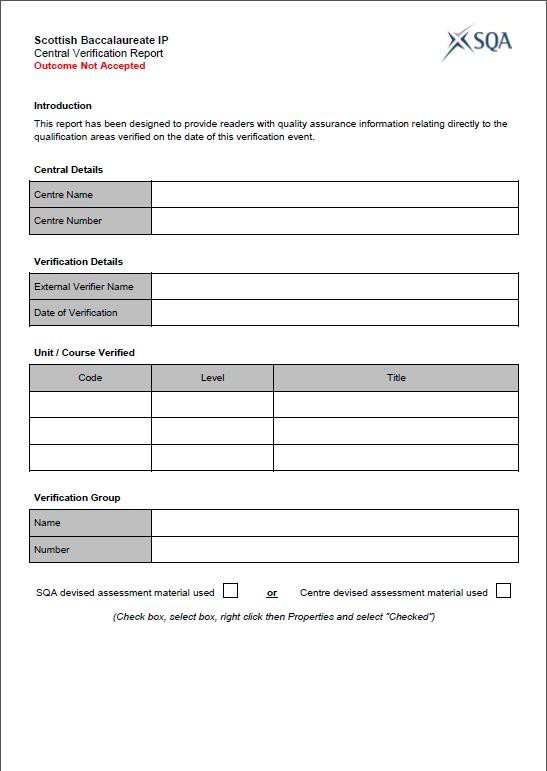 Scottish Baccalaureate IP
Central Verification Report
Outcome Not Accepted
SQA
Introduction
This report has been designed to provide readers with quality assurance information relating directly to the
qualification areas verified on the date of this verification event.
Central Details
Centre Name
Centre Number
Verification Details
External Verifier Name
Date of Verification
Unit / Course Verified
Code Level Title
Verification Group
Name
Number
SQA devised assessment material used or Centre devised assessment material used
(Check box, select box, right click then Properties and select "Checked")